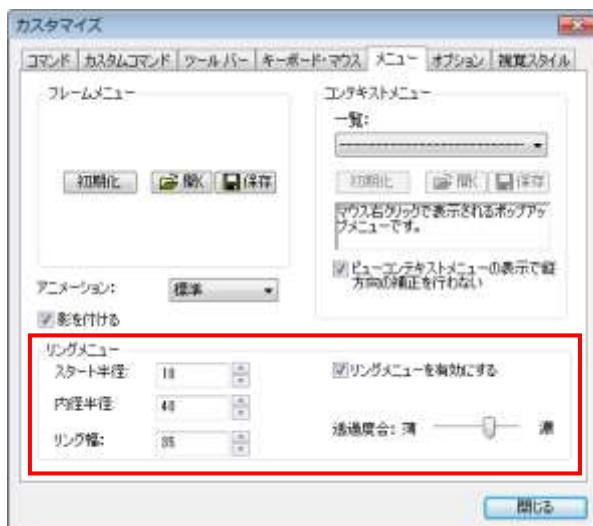 カスタマイズ
コマンド カスタムコマンド ツールバー キーボード・マウス メニュー オプション 視覚スタイル
フレームメニュー
初期化 開く 保存
アニメーション: 標準
影を付ける
コンテキストメニュー
一覧:
初期化 開く 保存
マウス右クリックで表示されるポップアッ
プメニューです。
ビューコンテキストメニューの表示で縦
方向の補正を行わない
リングメニュー
スタート半径: 10
内径半径: 40
リング幅: 35
リングメニューを有効にする
透過度合: 薄 濃
閉じる